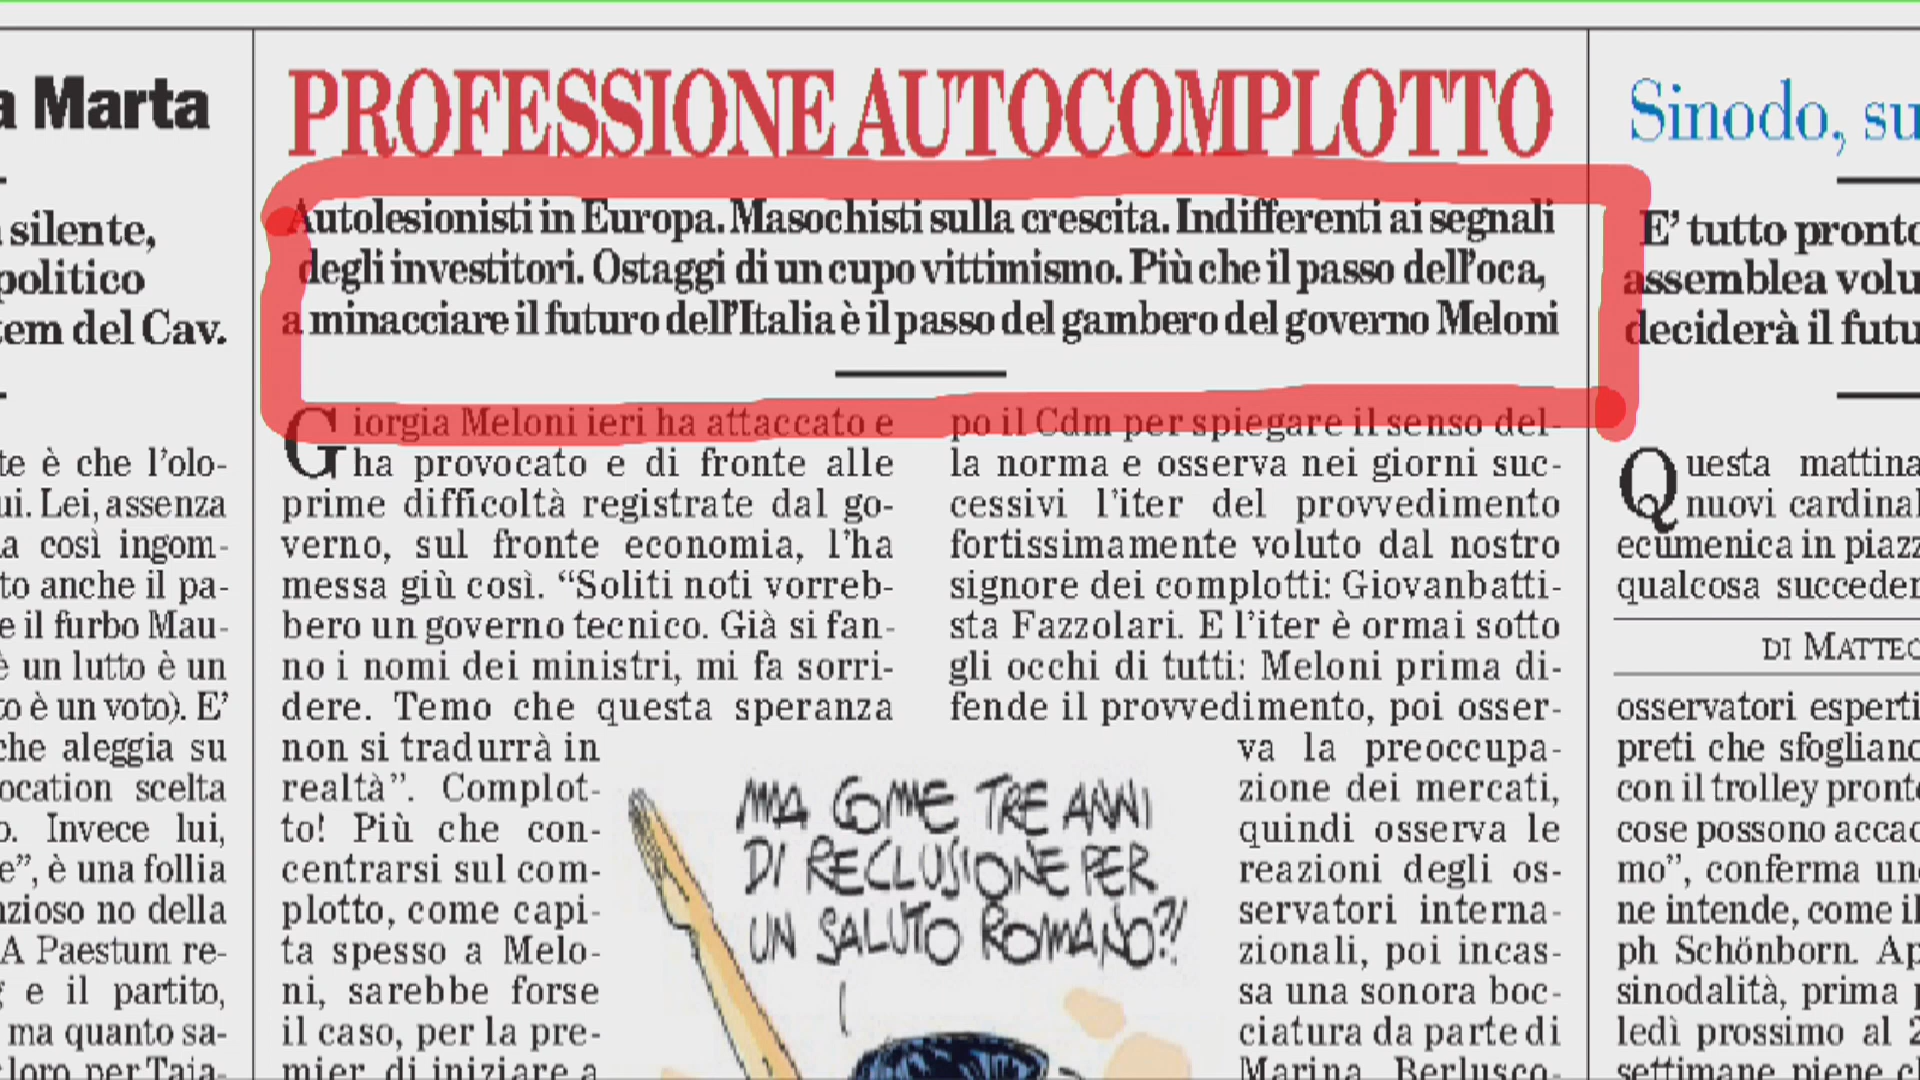 a Marta
silente,
politico
tem del Cav.
te è che l'olo-
ui. Lei, assenza
a così ingom-
to anche il pa-
e il furbo Mau-
è un lutto è un
to è un voto). E'
che aleggia su
ocation scelta
o. Invece lui,
e", è una follia
nzioso no della
A Paestum re-
g e il partito,
ma quanto sa-
loro per Taja-
PROFESSIONE AUTOCOMPLOTTO
Autolesionisti in Europa. Masochisti sulla crescita. Indifferenti ai segnali
degli investitori. Ostaggi di un cupo vittimismo. Più che il passo dell'oca,
a minacciare il futuro dell'Italia è il passo del gambero del governo Meloni
Giorgia Meloni ieri ha attaccato e
ha provocato e di fronte alle
prime difficoltà registrate dal go-
verno, sul fronte economia, l'ha
messa giù così. "Soliti noti vorreb-
bero un governo tecnico. Già si fan-
no i nomi dei ministri, mi fa sorri-
dere. Temo che questa speranza
non si tradurrà in
realtà". Complot-
to! Più che con-
centrarsi sul com-
plotto, come capi-
ta spesso a Melo-
ni, sarebbe forse
il caso, per la pre-
mier, di iniziare a
MA COME TRE ANNI
DI RECLUSIONE PER
UN SALUTO ROMANO?!
po il Cdm per spiegare il senso del-
la norma e osserva nei giorni suc-
cessivi l'iter del provvedimento
fortissimamente voluto dal nostro
signore dei complotti: Giovanbatti-
sta Fazzolari. E l'iter è ormai sotto
gli occhi di tutti: Meloni prima di-
fende il provvedimento, poi osser-
va la preoccupa-
zione dei mercati,
quindi osserva le
reazioni degli os-
servatori interna-
zionali, poi incas-
sa una sonora boc-
ciatura da parte di
Marina Berlusco-
Sinodo, su
E' tutto pronto
assemblea volu
deciderà il futu
Questa mattina
nuovi cardinal
ecumenica in piazz
qualcosa succeder
DI MATTEO
osservatori esperti
preti che sfogliano
con il trolley pronto
cose possono accad
mo", conferma uno
ne intende, come il
ph Schönborn. Ap
sinodalità, prima p
ledì prossimo al 2
settimane piene ch